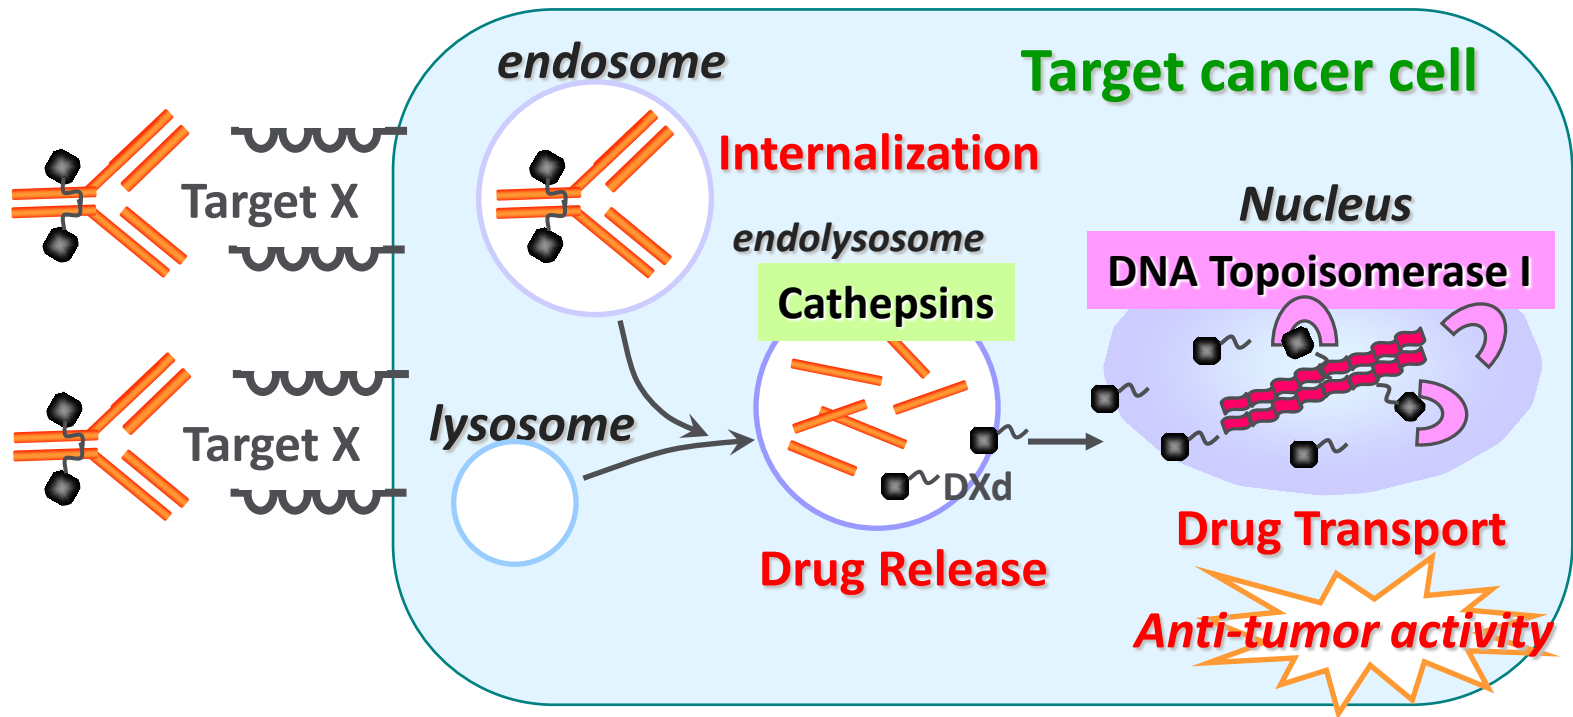 endosome
Target cancer cell
Internalization
Target X
Nucleus
endolysosome
DNA Topoisomerase I
Cathepsins
lysosome
Target X
DXd
Drug Transport
Drug Release
Anti-tumor activity